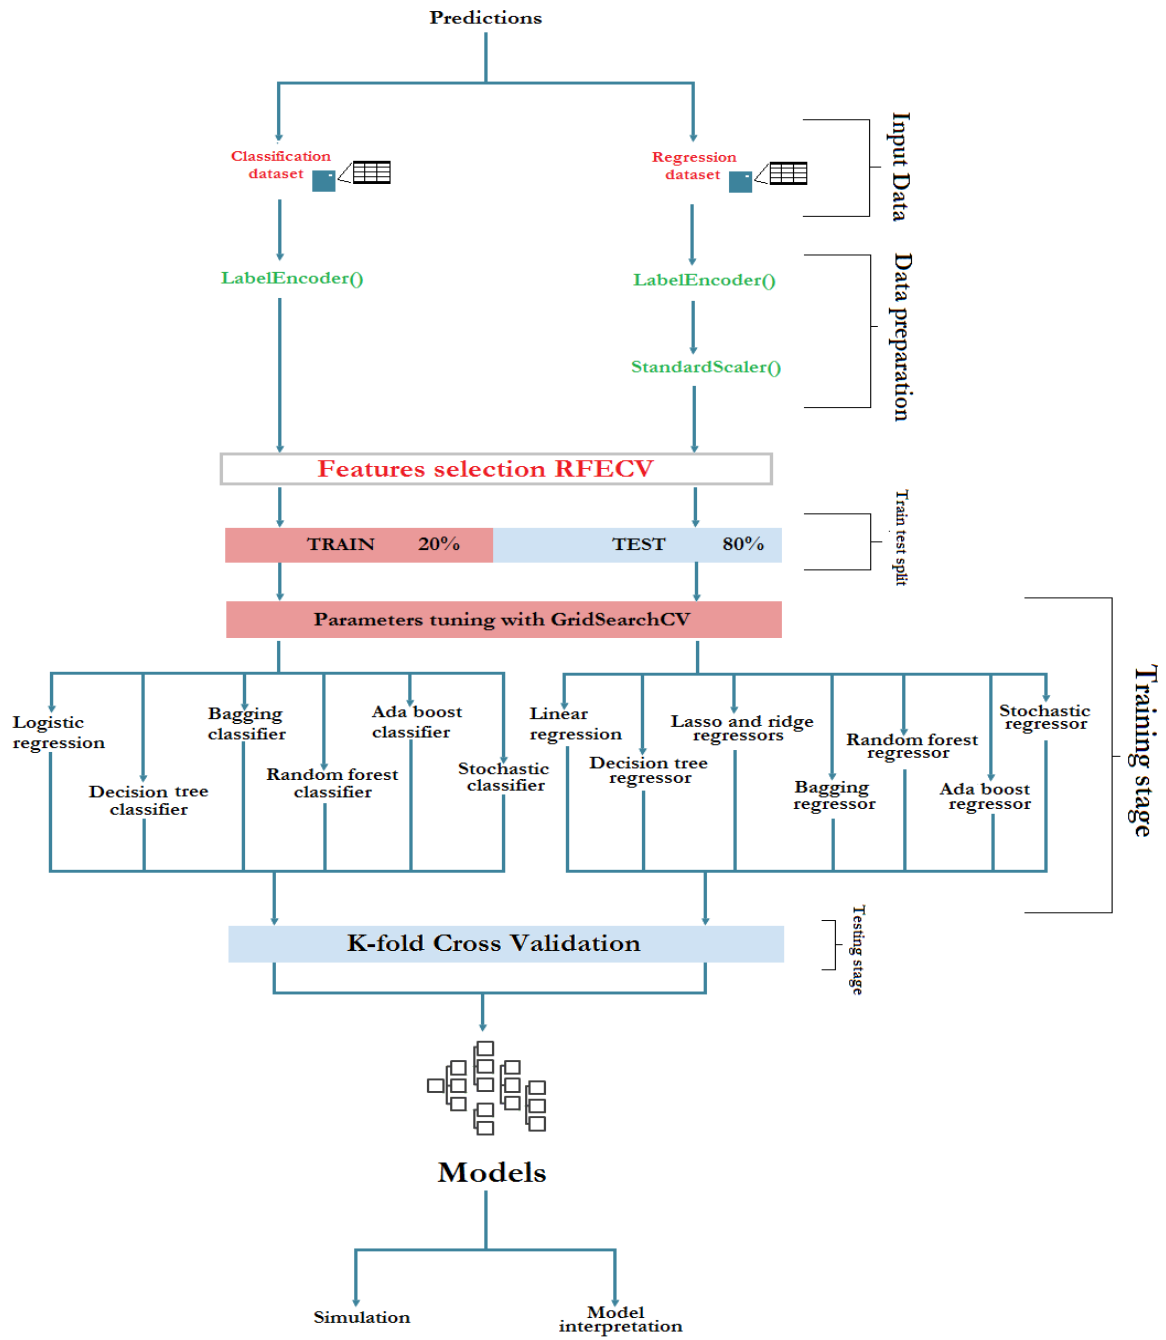 Predictions
Input Data
Classification
dataset
Regression
dataset
Data preparation
LabelEncoder()
LabelEncoder()
StandardScaler()
Features selection RFECV
Train test split
TRAIN 20%
TEST 80%
Parameters tuning with GridSearchCV
Training stage
Logistic
regression
Decision tree
classifier
Bagging
classifier
Random forest
classifier
Ada boost
classifier
Stochastic
classifier
Linear
regression
Decision tree
regressor
Lasso and ridge
regressors
Bagging
regressor
Random forest
regressor
Ada boost
regressor
Stochastic
regressor
K-fold Cross Validation
Testing stage
Models
Simulation
Model
interpretation